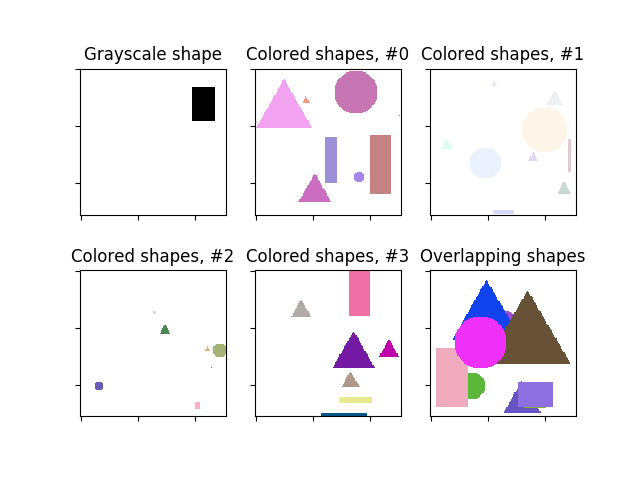 Grayscale shape
Colored shapes, #0
Colored shapes, #1
Colored shapes, #2
Colored shapes, #3
Overlapping shapes